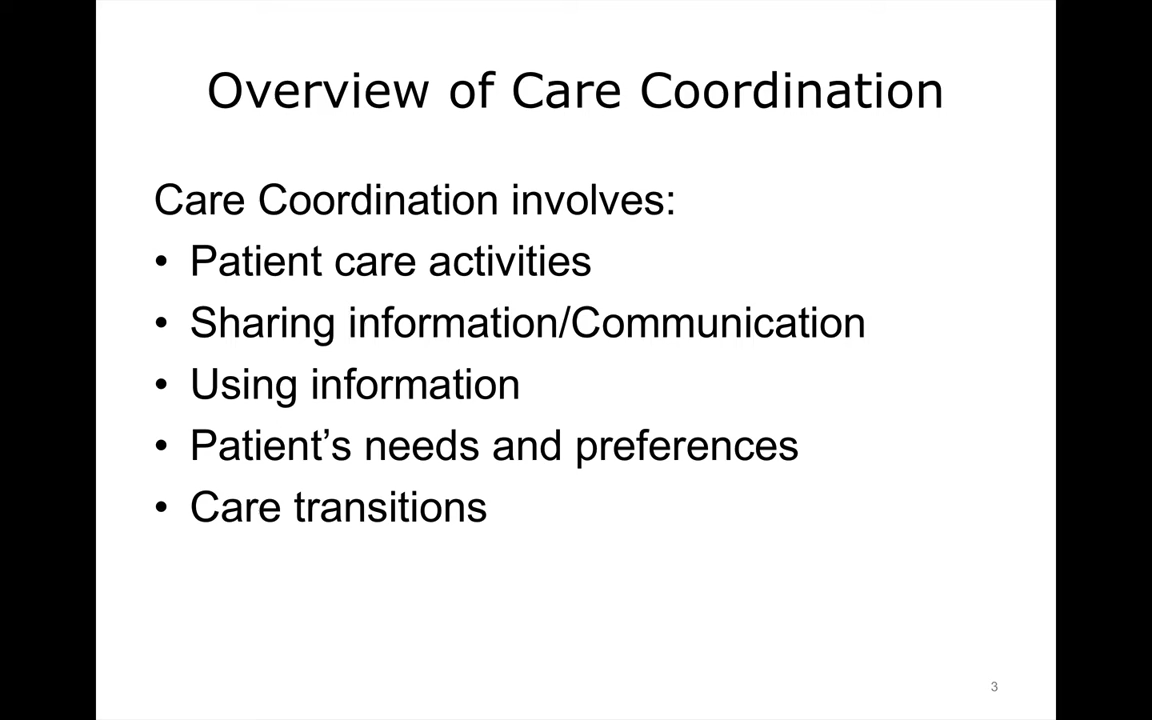 Overview of Care Coordination
Care Coordination involves:
• Patient care activities
• Sharing information/Communication
• Using information
• Patient’s needs and preferences
• Care transitions
3